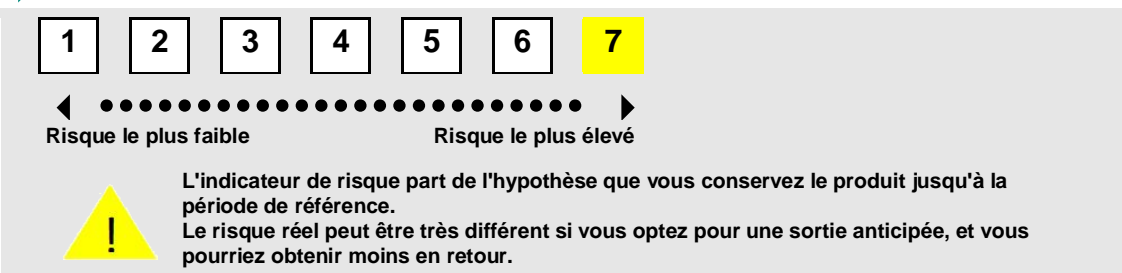 1 2 3 4 5 6 7
Risque le plus faible Risque le plus élevé
L'indicateur de risque part de l'hypothèse que vous conservez le produit jusqu'à la
période de référence.
Le risque réel peut être très différent si vous optez pour une sortie anticipée, et vous
pourriez obtenir moins en retour.
!